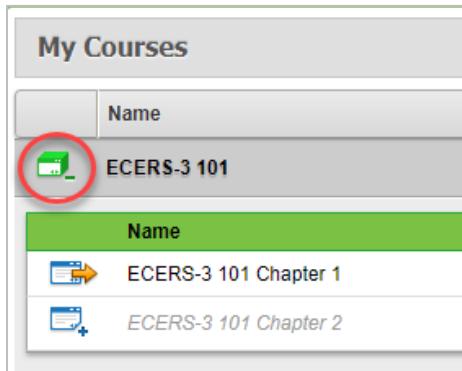 My Courses
Name
ECERS-3 101
Name
ECERS-3 101 Chapter 1
ECERS-3 101 Chapter 2